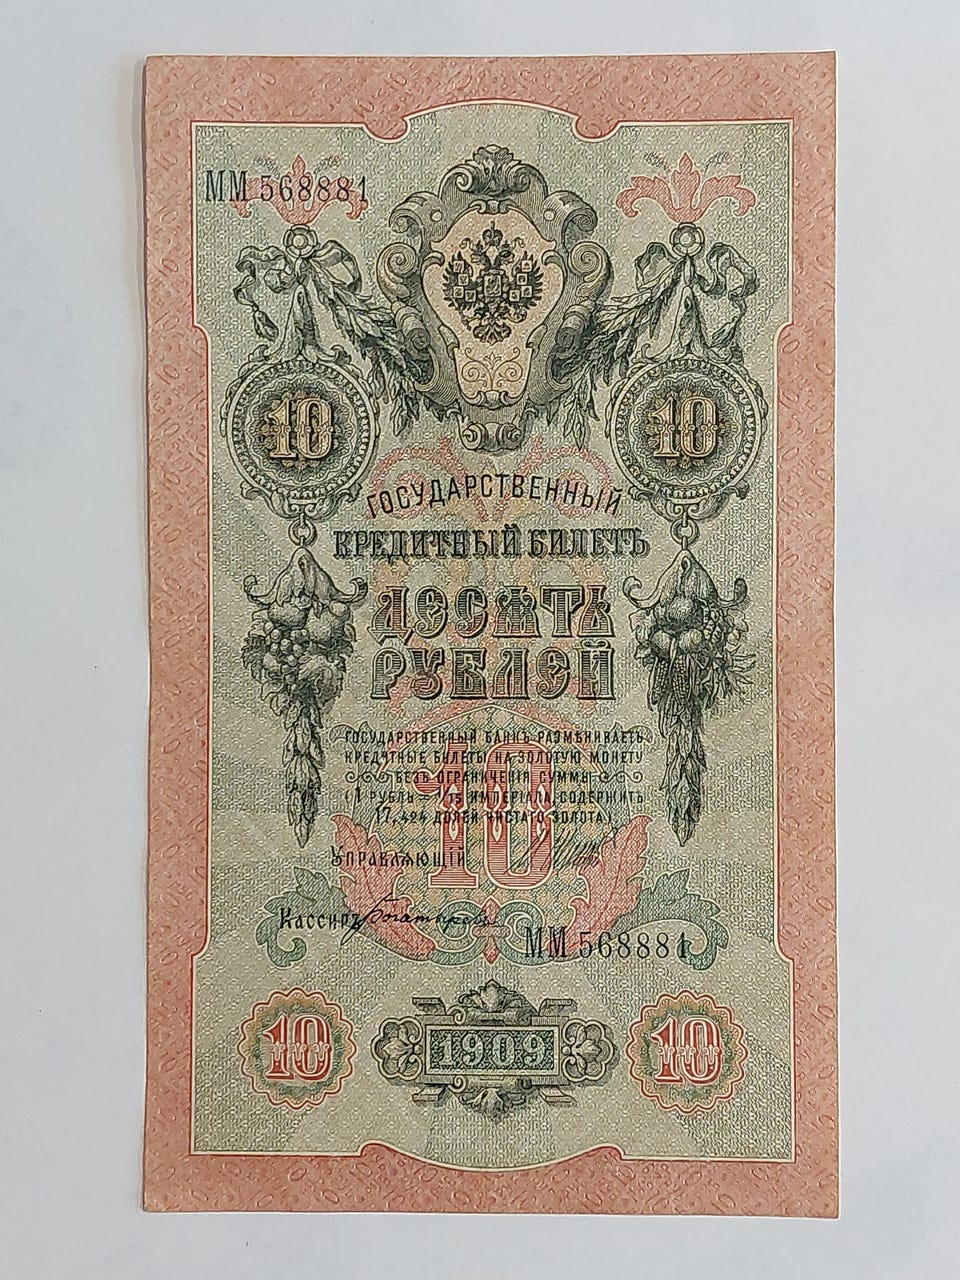 ММ 568881
10 10
ГОСУДАРСТВЕННЫЙ
КРЕДИТНЫЙ БИЛЕТЪ
ДЕСЯТЬ
РУБЛЕЙ
ГОСУДАРСТВЕННЫЙ БАНКЪ РАЗМѢНИВАЕТЪ
КРЕДИТНЫЕ БИЛЕТЫ НА ЗОЛОТУЮ МОНЕТУ
БЕЗЪ ОГРАНИЧЕНІЯ СУММЫ
(1 РУБЛЬ = 1/15 ИМПЕРІАЛА, СОДЕРЖИТЪ
17,424 ДОЛЕЙ ЧИСТАГО ЗОЛОТА).
10
УПРАВЛЯЮЩІЙ
Кассиръ Богатыревъ
ММ 568881
10 1909 10